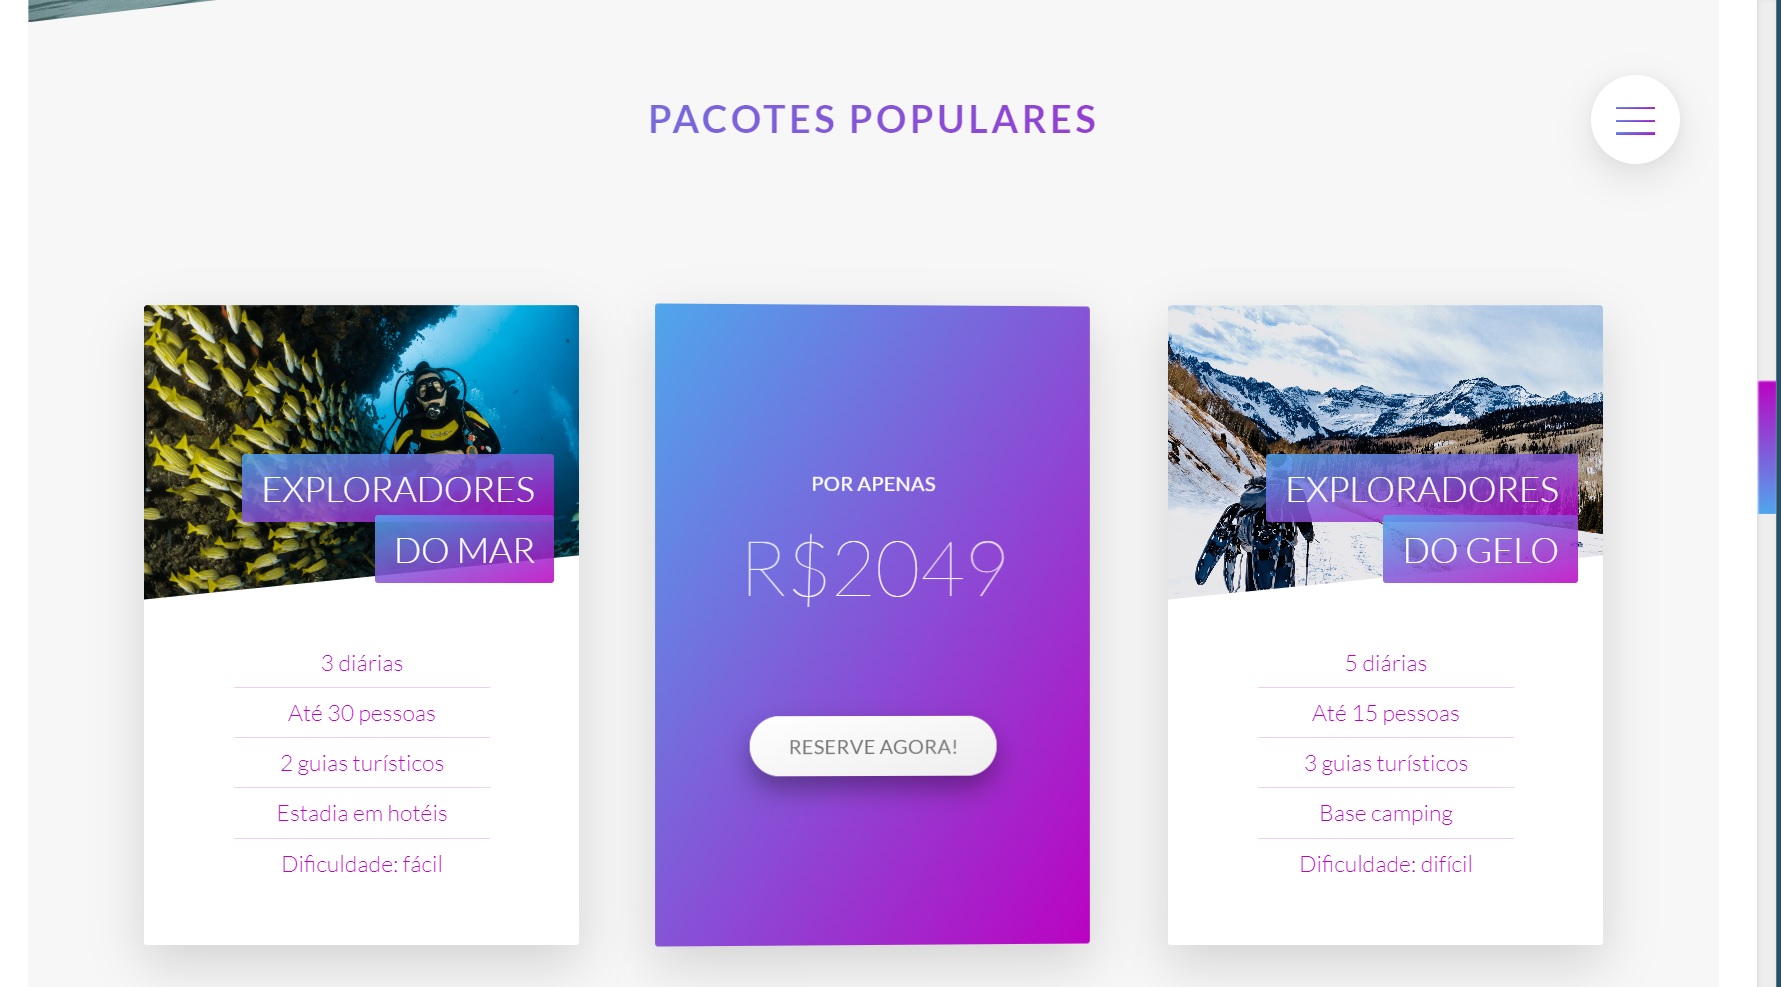 PACOTES POPULARES
EXPLORADORES
DO MAR
3 diárias
Até 30 pessoas
2 guias turísticos
Estadia em hotéis
Dificuldade: fácil
POR APENAS
R$2049
RESERVE AGORA!
EXPLORADORES
DO GELO
5 diárias
Até 15 pessoas
3 guias turísticos
Base camping
Dificuldade: difícil